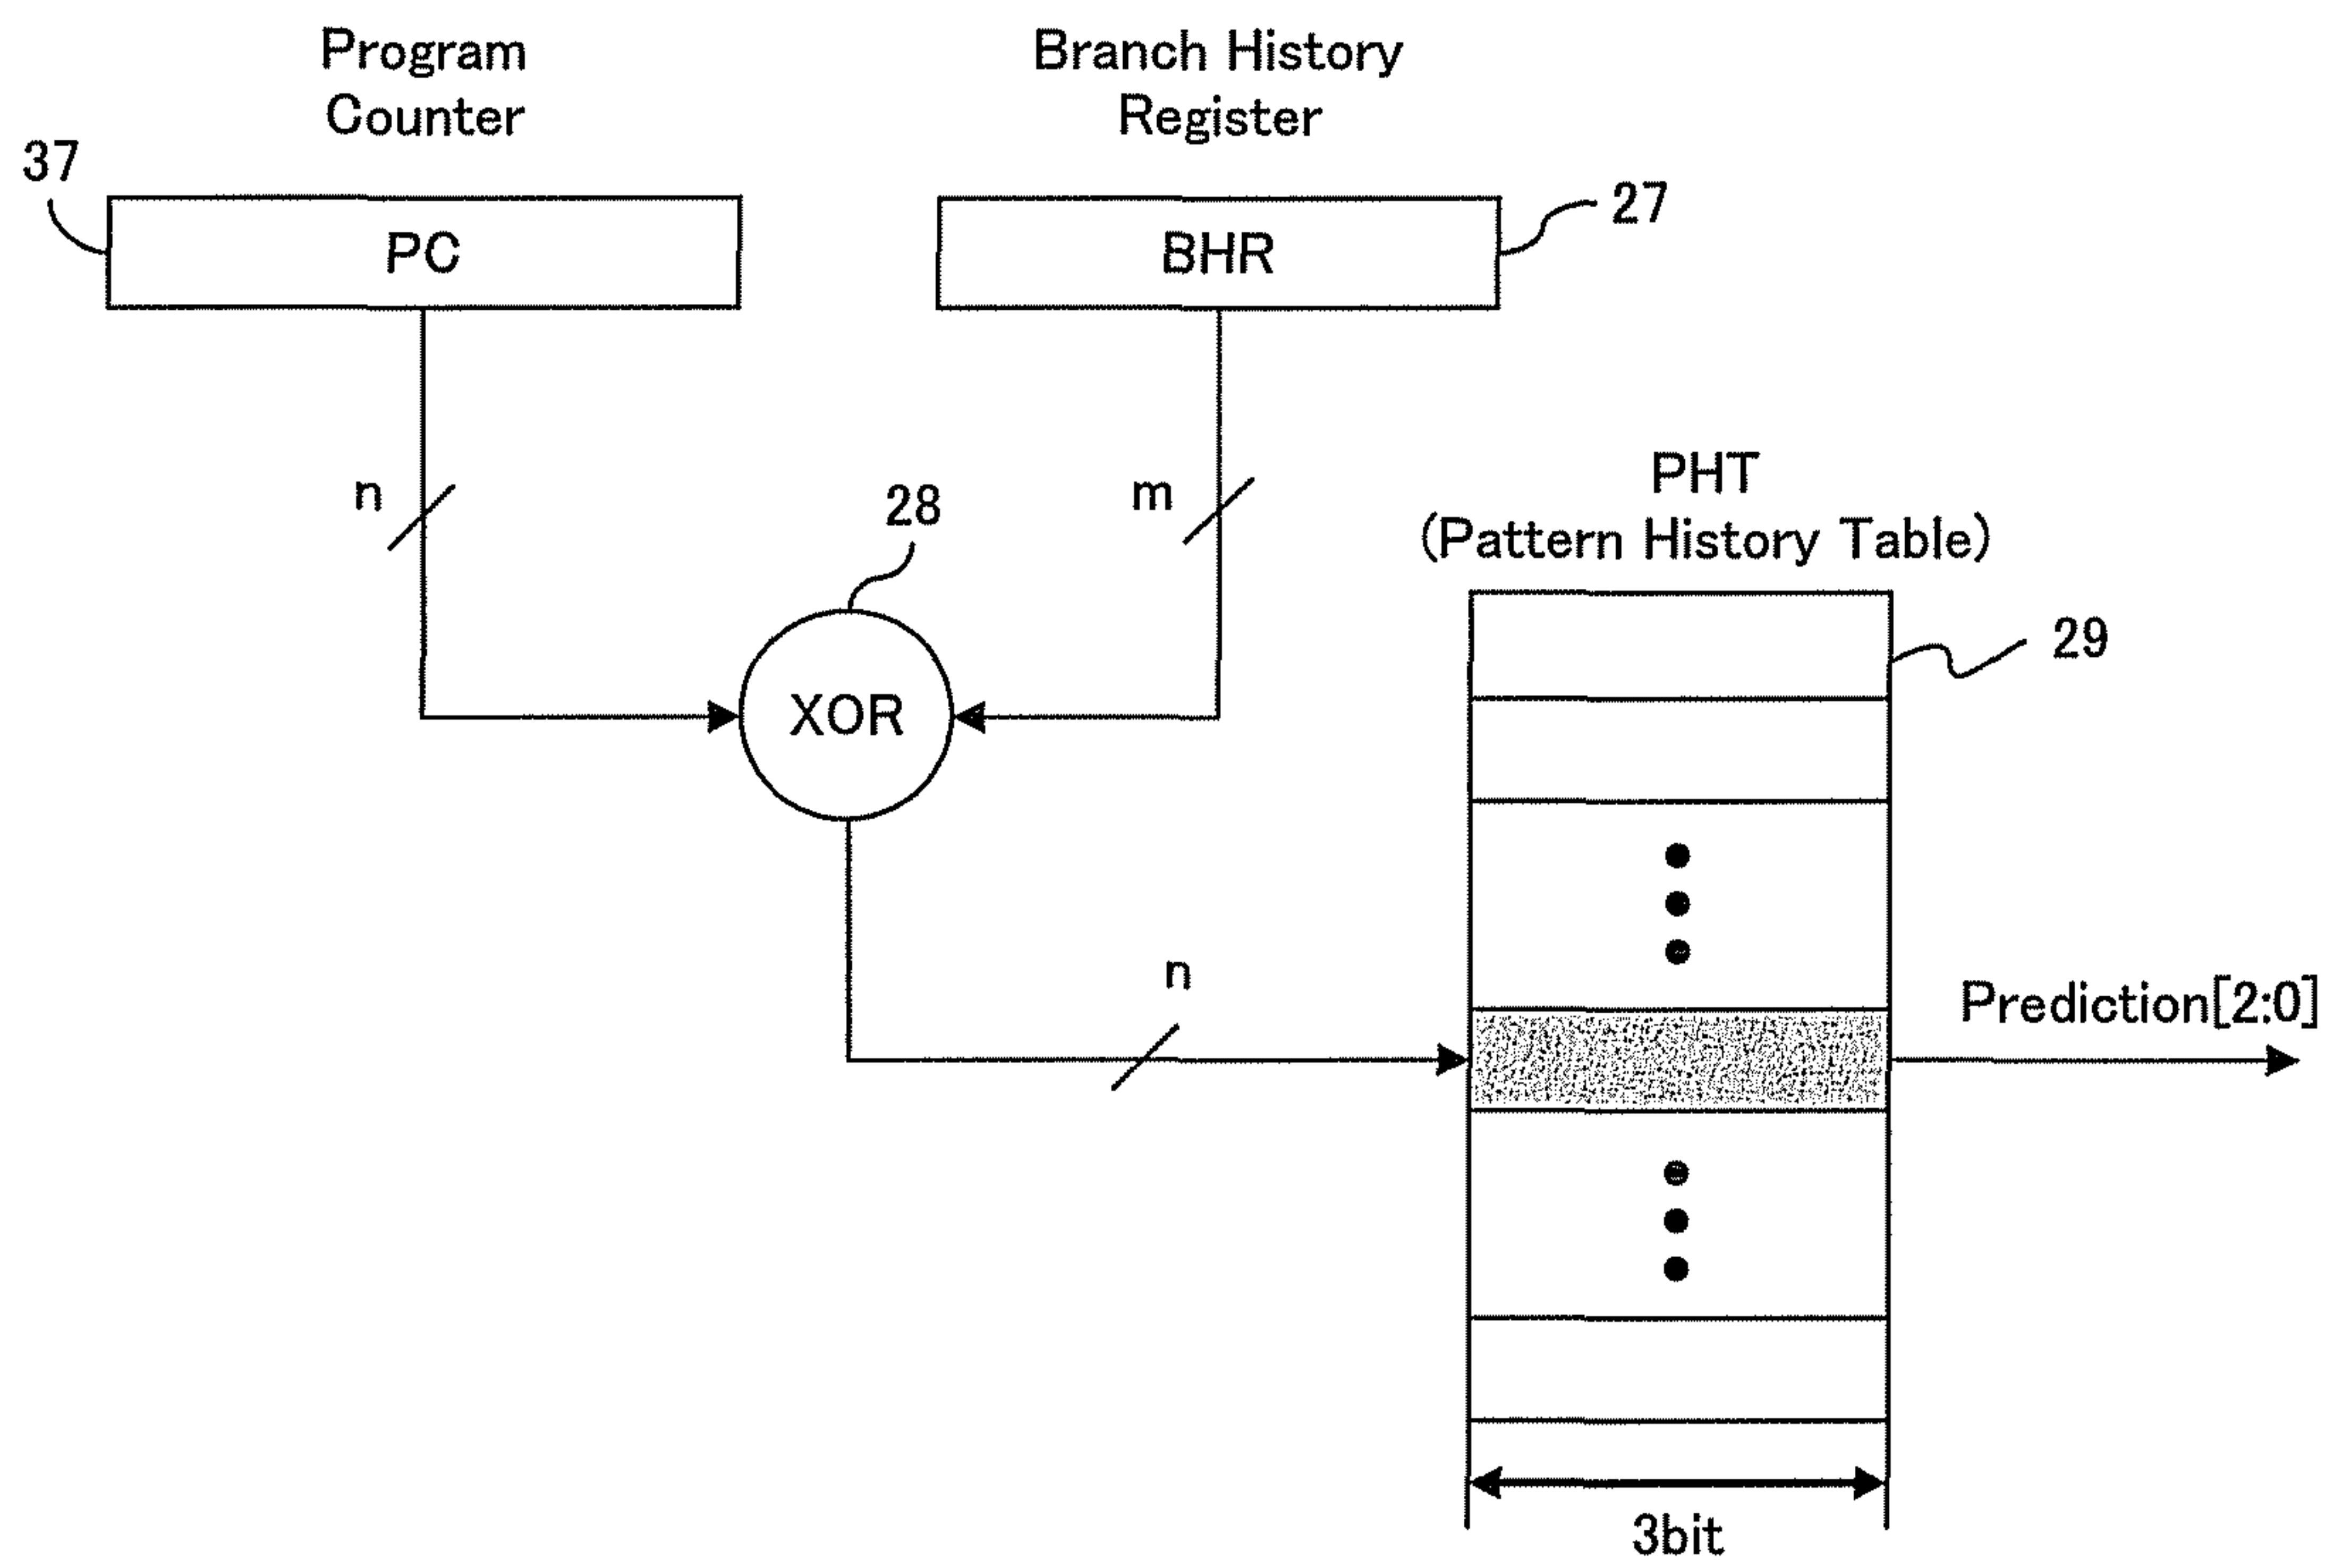 Program
Counter
Branch History
Register
37
PC
BHR
27
n
m
28
XOR
PHT
(Pattern History Table)
29
n
Prediction[2:0]
3bit